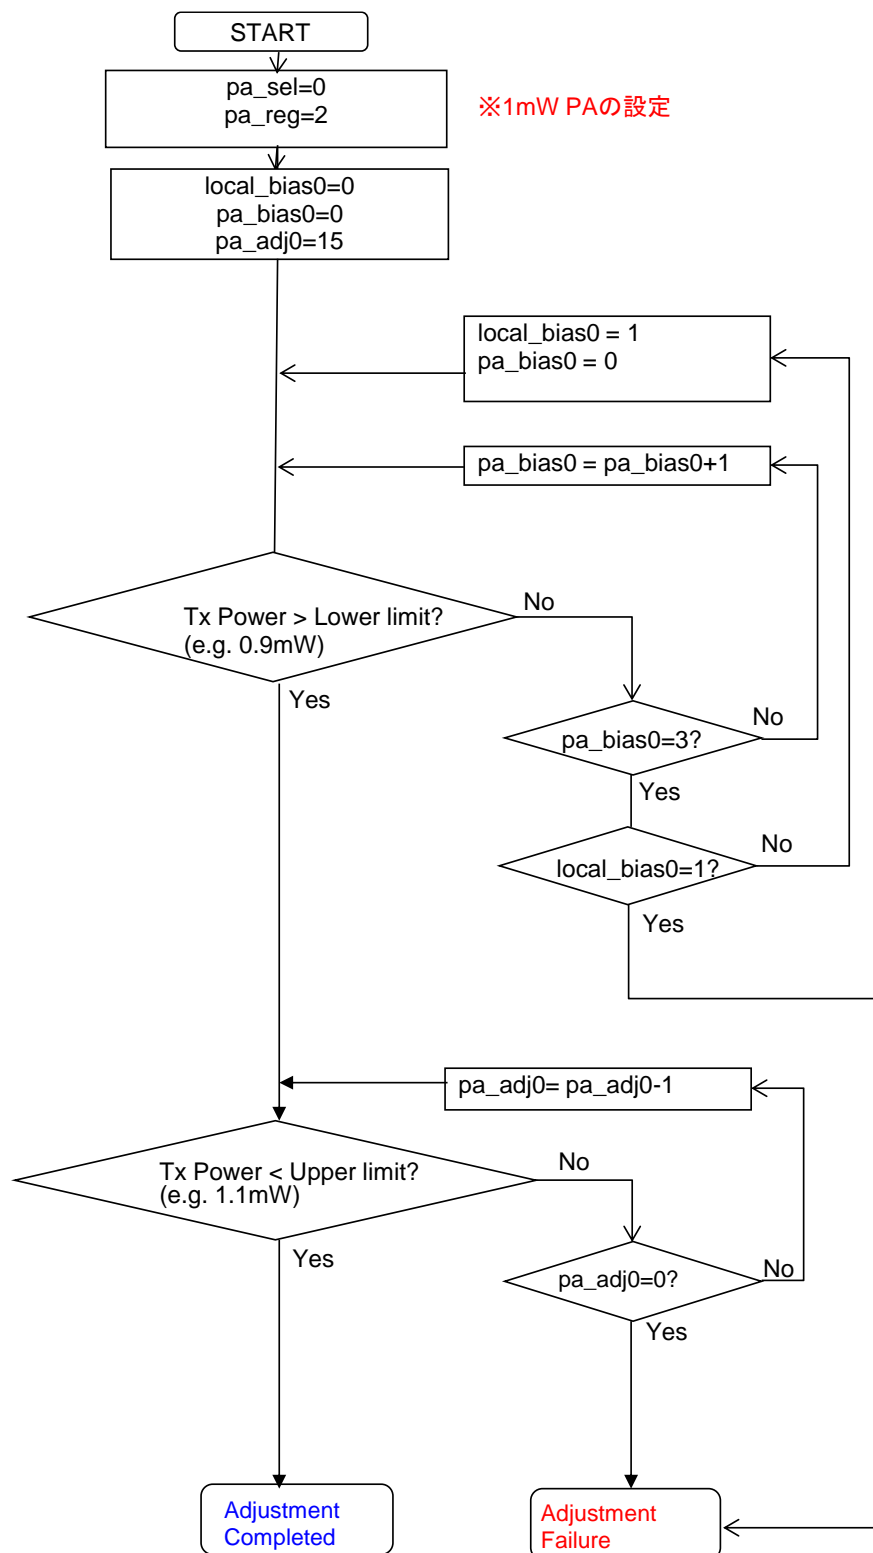 START
pa_sel=0
pa_reg=2
※1mW PAの設定
local_bias0=0
pa_bias0=0
pa_adj0=15
local_bias0 = 1
pa_bias0 = 0
pa_bias0 = pa_bias0+1
Tx Power > Lower limit?
(e.g. 0.9mW)
No
Yes
pa_bias0=3?
No
Yes
local_bias0=1?
No
Yes
pa_adj0= pa_adj0-1
Tx Power < Upper limit?
(e.g. 1.1mW)
No
Yes
pa_adj0=0?
No
Yes
Adjustment
Completed
Adjustment
Failure